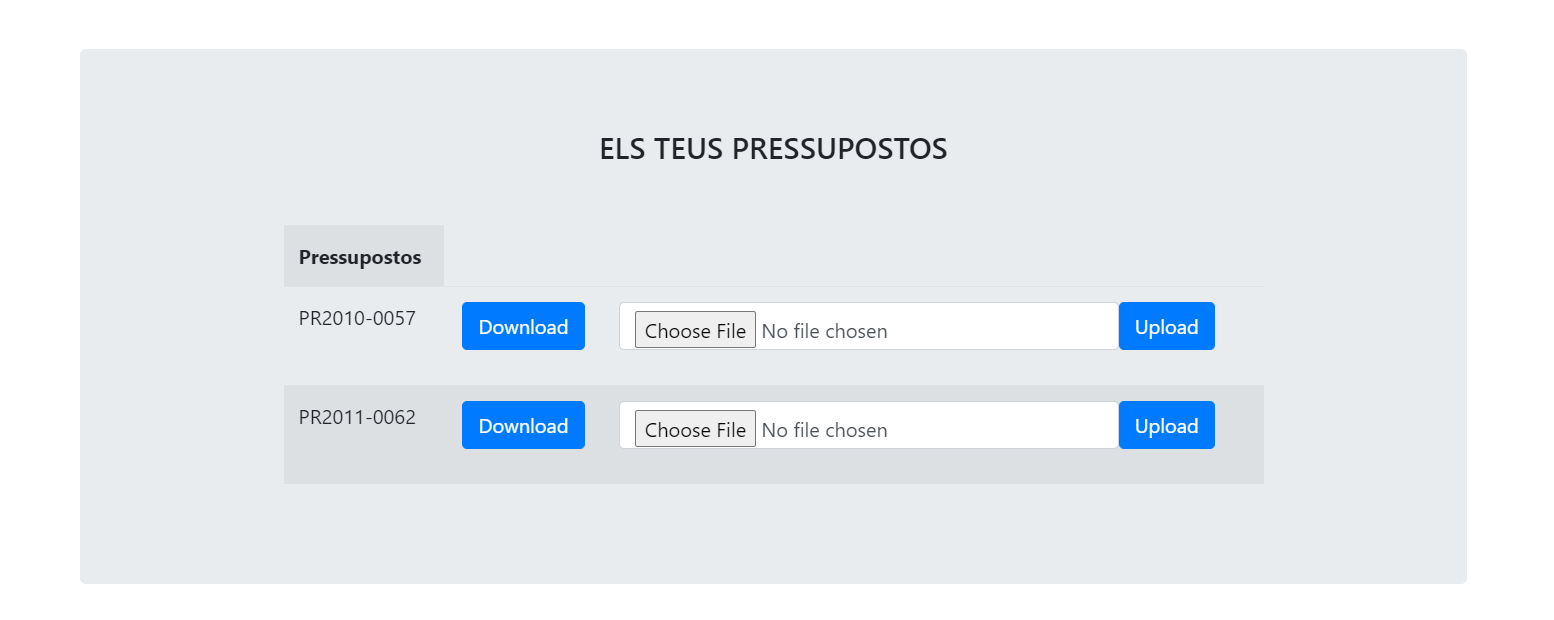 ELS TEUS PRESSUPOSTOS
Pressupostos
PR2010-0057 Download Choose File No file chosen Upload
PR2011-0062 Download Choose File No file chosen Upload